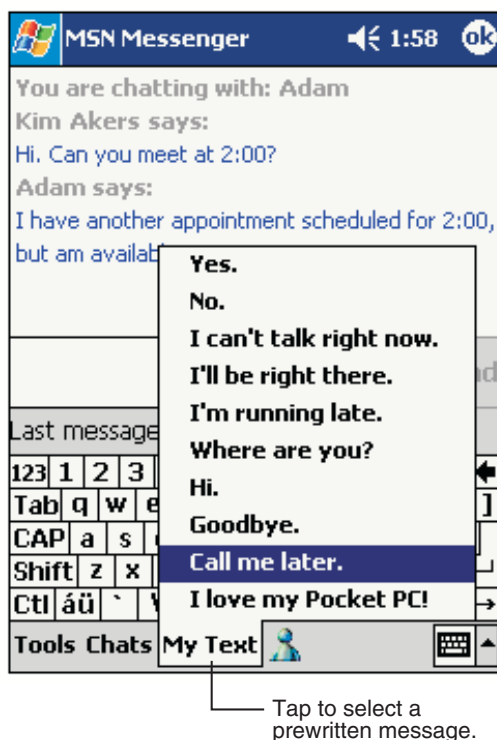 MSN Messenger 1:58 ok
You are chatting with: Adam
Kim Akers says:
Hi. Can you meet at 2:00?
Adam says:
I have another appointment scheduled for 2:00,
but am
Yes.
No.
I can't talk right now.
I'll be right there.
I'm running late.
Where are you?
Hi.
Goodbye.
Call me later.
I love my Pocket PC!
Last message
123 1 2 3
Tab q w e ]
CAP a s
Shift z x
Ctl áü `
Tools Chats My Text
Tap to select a
prewritten message.